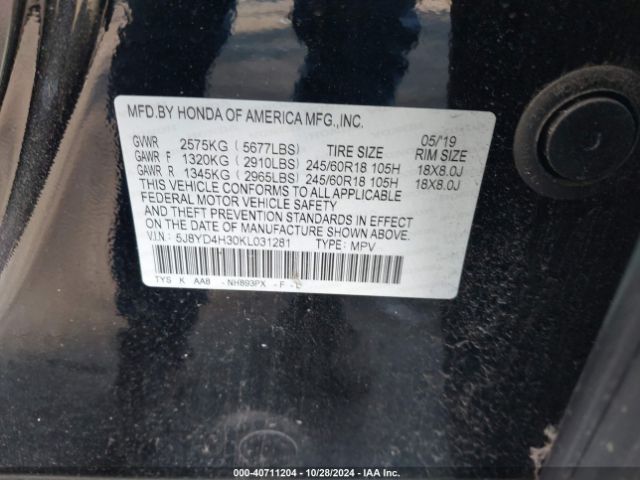 MFD.BY HONDA OF AMERICA MFG.,INC.
05/'19
GVWR 2575KG ( 5677LBS) TIRE SIZE RIM SIZE
GAWR F 1320KG ( 2910LBS) 245/60R18 105H 18X8.0J
GAWR R 1345KG ( 2965LBS) 245/60R18 105H 18X8.0J
THIS VEHICLE CONFORMS TO ALL APPLICABLE
FEDERAL MOTOR VEHICLE SAFETY
AND THEFT PREVENTION STANDARDS IN EFFECT
ON THE DATE OF MANUFACTURE SHOWN ABOVE.
V.I.N: 5J8YD4H30KL031281 TYPE: MPV
TYS K AA8 - NH893PX - F -
000-40711204 | 10/28/2024 - IAA Inc.